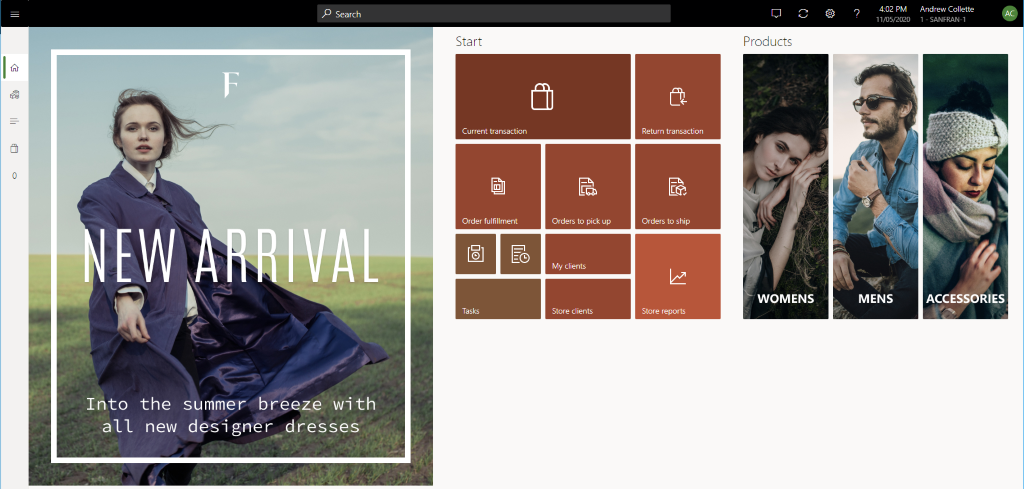 Search
4:02 PM
11/05/2020
Andrew Collette
1 - SANFRAN-1
AC
F
NEW ARRIVAL
Into the summer breeze with
all new designer dresses
0
Start
Current transaction
Return transaction
Order fulfillment
Orders to pick up
Orders to ship
My clients
Tasks
Store clients
Store reports
Products
WOMENS
MENS
ACCESSORIES